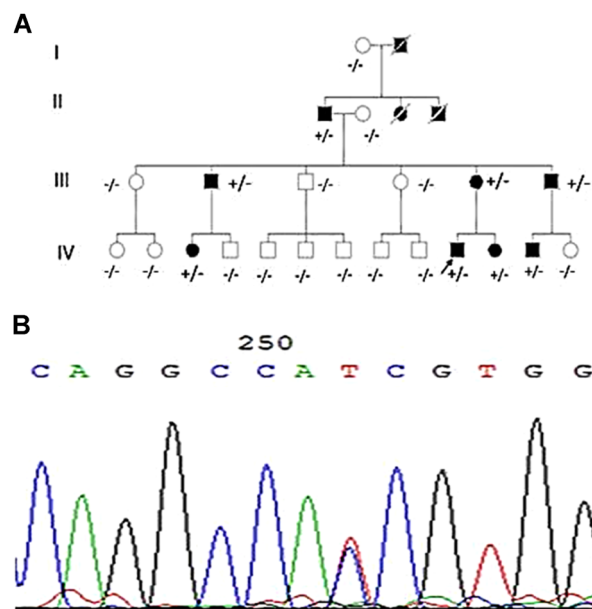 A
I
-/-
II
+/- -/-
III -/- +/- -/- -/- +/- +/-
IV
-/- -/- +/- -/- -/- -/- -/- -/- -/- +/- +/- +/- -/-
B
250
C A G G C C A T C G T G G